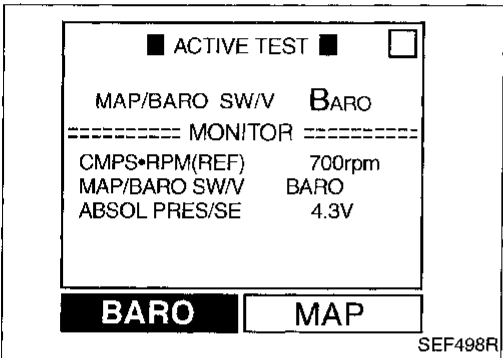 ■ ACTIVE TEST ■
MAP/BARO SW/V BARO
========= MONITOR =========
CMPS•RPM(REF) 700rpm
MAP/BARO SW/V BARO
ABSOL PRES/SE 4.3V
BARO MAP
SEF498R